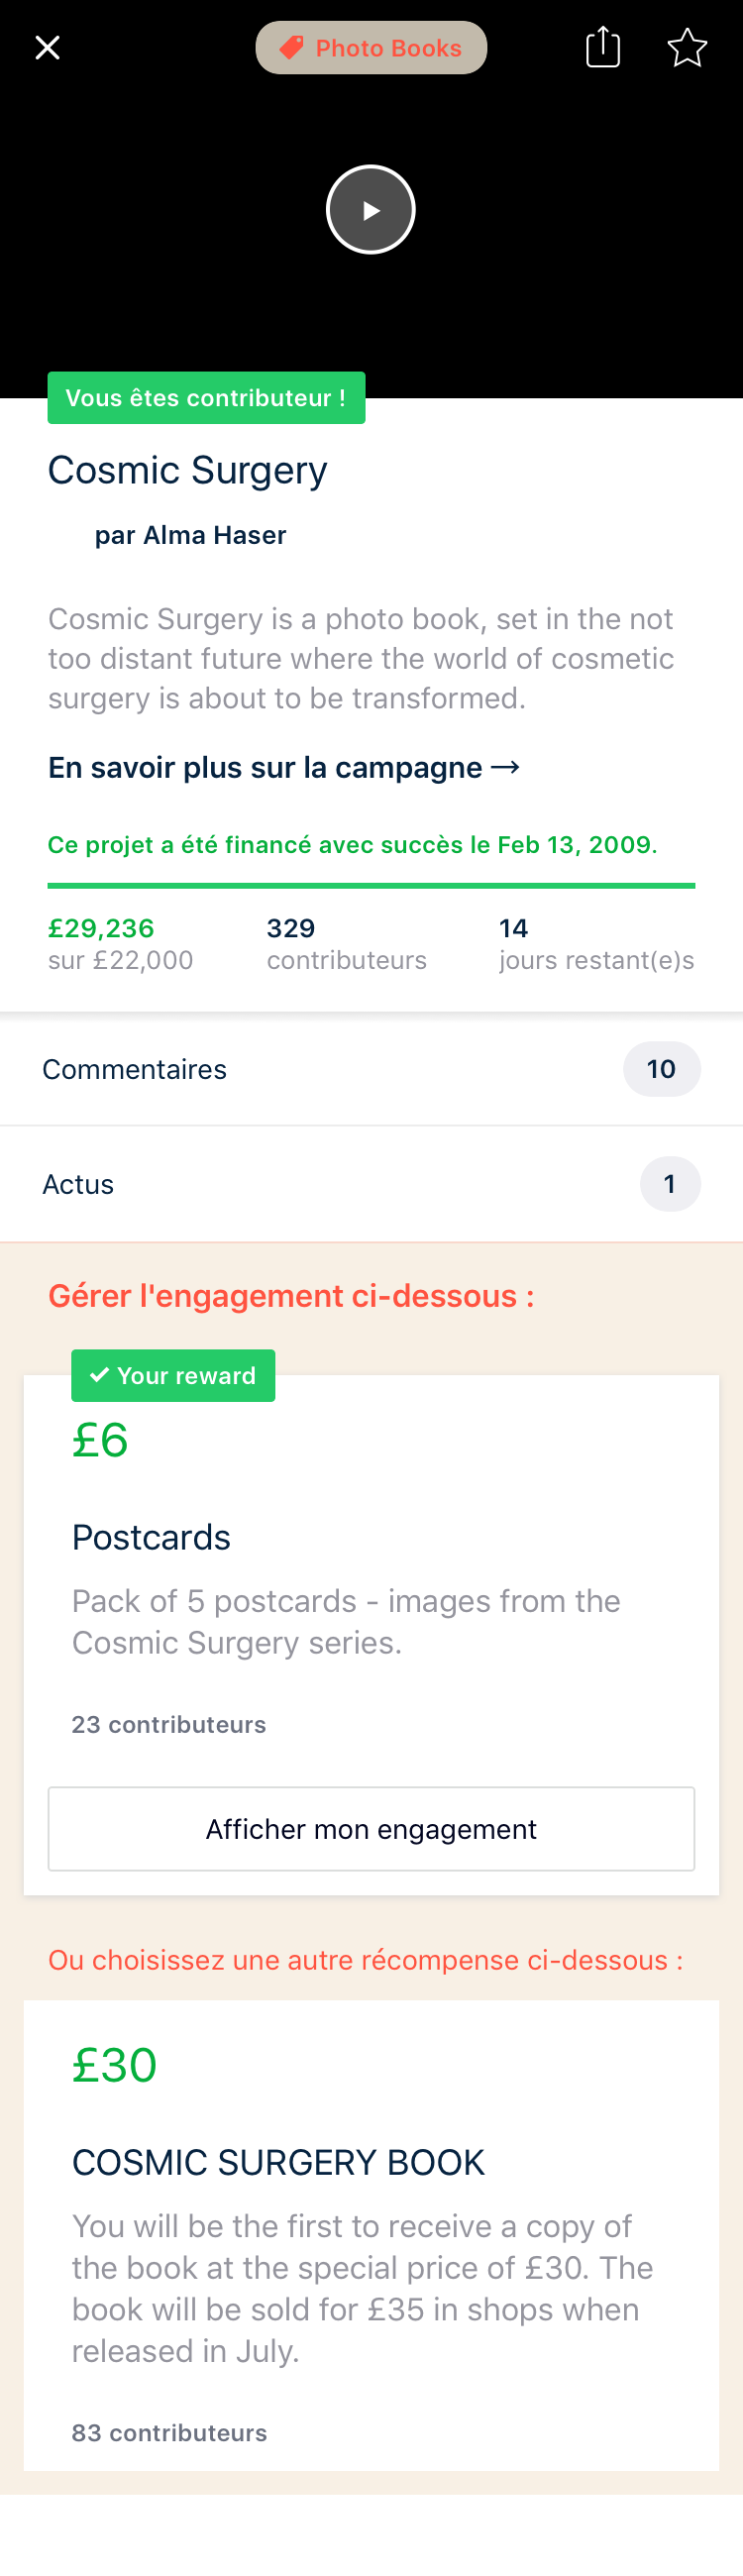 Photo Books
Vous êtes contributeur !
Cosmic Surgery
par Alma Haser
Cosmic Surgery is a photo book, set in the not
too distant future where the world of cosmetic
surgery is about to be transformed.
En savoir plus sur la campagne →
Ce projet a été financé avec succès le Feb 13, 2009.
£29,236 329 14
sur £22,000 contributeurs jours restant(e)s
Commentaires 10
Actus 1
Gérer l'engagement ci-dessous :
✓ Your reward
£6
Postcards
Pack of 5 postcards - images from the
Cosmic Surgery series.
23 contributeurs
Afficher mon engagement
Ou choisissez une autre récompense ci-dessous :
£30
COSMIC SURGERY BOOK
You will be the first to receive a copy of
the book at the special price of £30. The
book will be sold for £35 in shops when
released in July.
83 contributeurs